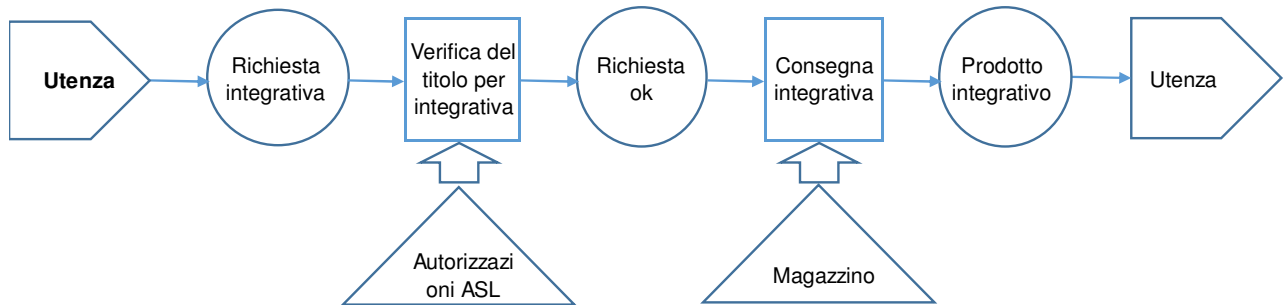 Utenza
Richiesta
integrativa
Verifica del
titolo per
integrativa
Richiesta
ok
Consegna
integrativa
Prodotto
integrativo
Utenza
Autorizzazi
oni ASL
Magazzino